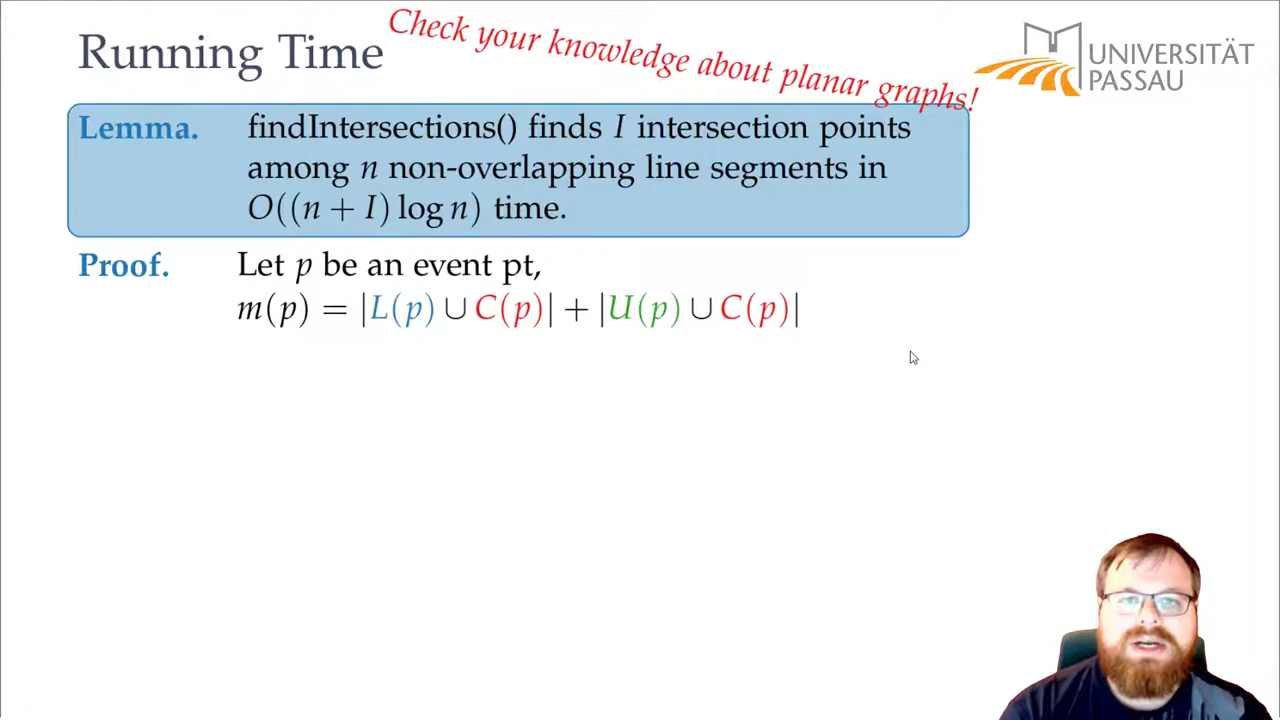 Running Time
Check your knowledge about planar graphs!
UNIVERSITÄT
PASSAU
Lemma. findIntersections() finds I intersection points
among n non-overlapping line segments in
O((n + I) log n) time.
Proof. Let p be an event pt,
m(p) = |L(p) ∪ C(p)| + |U(p) ∪ C(p)|